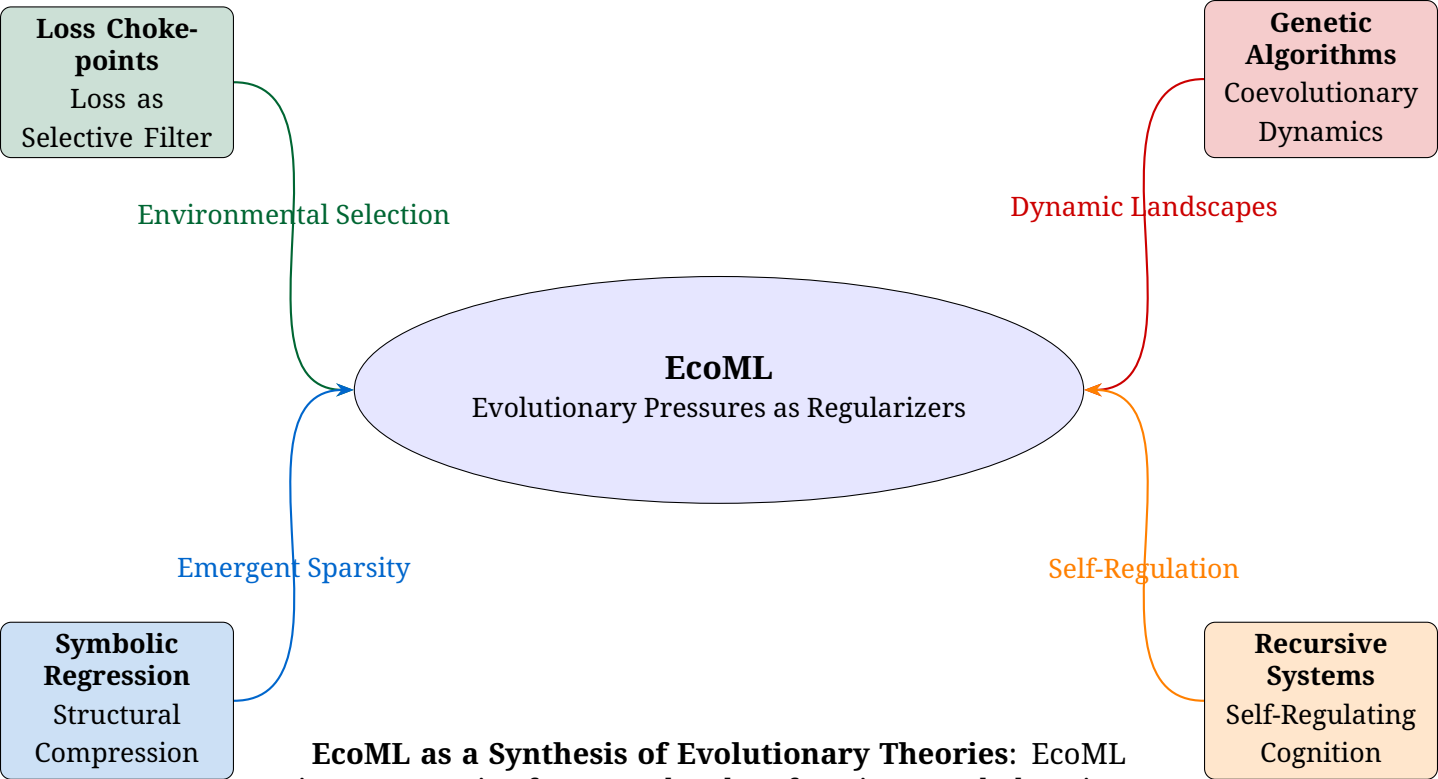 Loss Choke-
points
Loss as
Selective Filter
Genetic
Algorithms
Coevolutionary
Dynamics
Environmental Selection
Dynamic Landscapes
EcoML
Evolutionary Pressures as Regularizers
Emergent Sparsity
Self-Regulation
Symbolic
Regression
Structural
Compression
Recursive
Systems
Self-Regulating
Cognition
EcoML as a Synthesis of Evolutionary Theories: EcoML